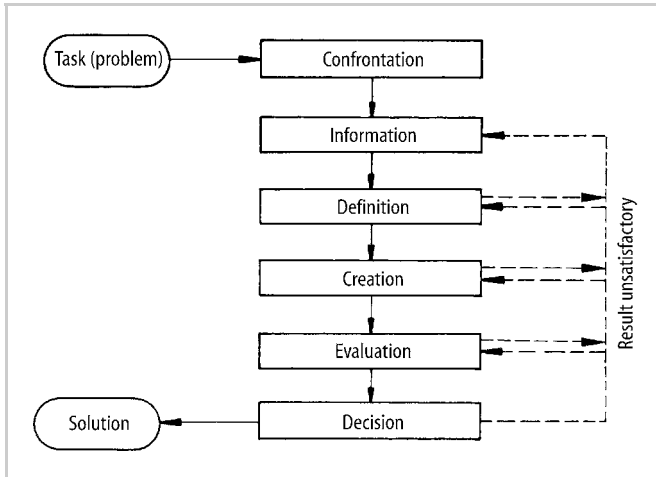 Task (problem)
Confrontation
Information
Definition
Creation
Evaluation
Decision
Solution
Result unsatisfactory